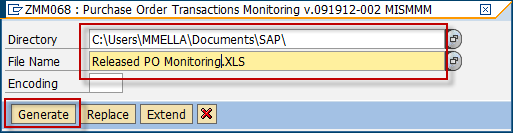 ZMM068 : Purchase Order Transactions Monitoring v.091912-002 MISMMM
Directory C:\Users\MMELLA\Documents\SAP\
File Name Released PO Monitoring.XLS
Encoding
Generate Replace Extend